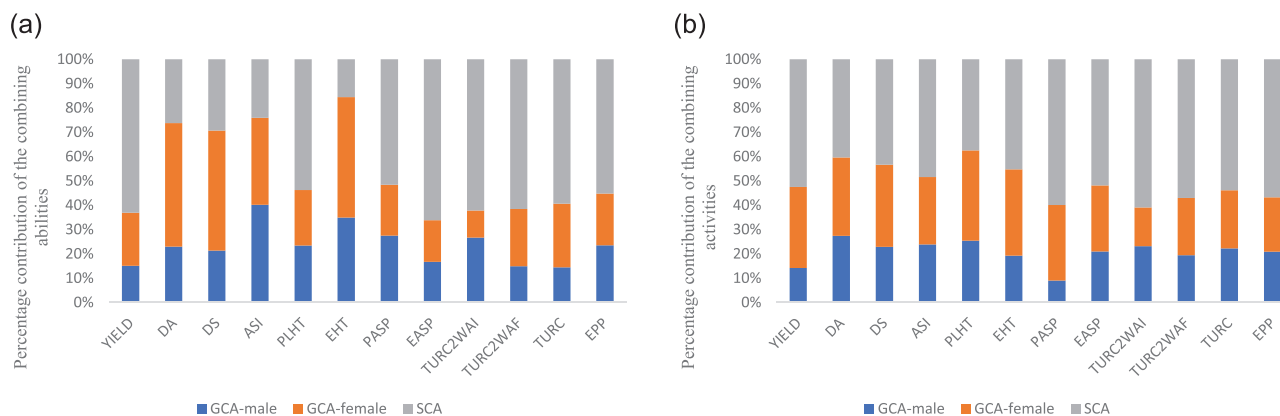 (a)
Percentage contribution of the combining
abilities
100%
90%
80%
70%
60%
50%
40%
30%
20%
10%
0%
YIELD
DA
DS
ASI
PLHT
EHT
PASP
EASP
TURC2WAI
TURC2WAF
TURC
EPP
GCA-male GCA-female SCA
(b)
Percentage contribution of the combining
activities
100%
90%
80%
70%
60%
50%
40%
30%
20%
10%
0%
YIELD
DA
DS
ASI
PLHT
EHT
PASP
EASP
TURC2WAI
TURC2WAF
TURC
EPP
GCA-male GCA-female SCA